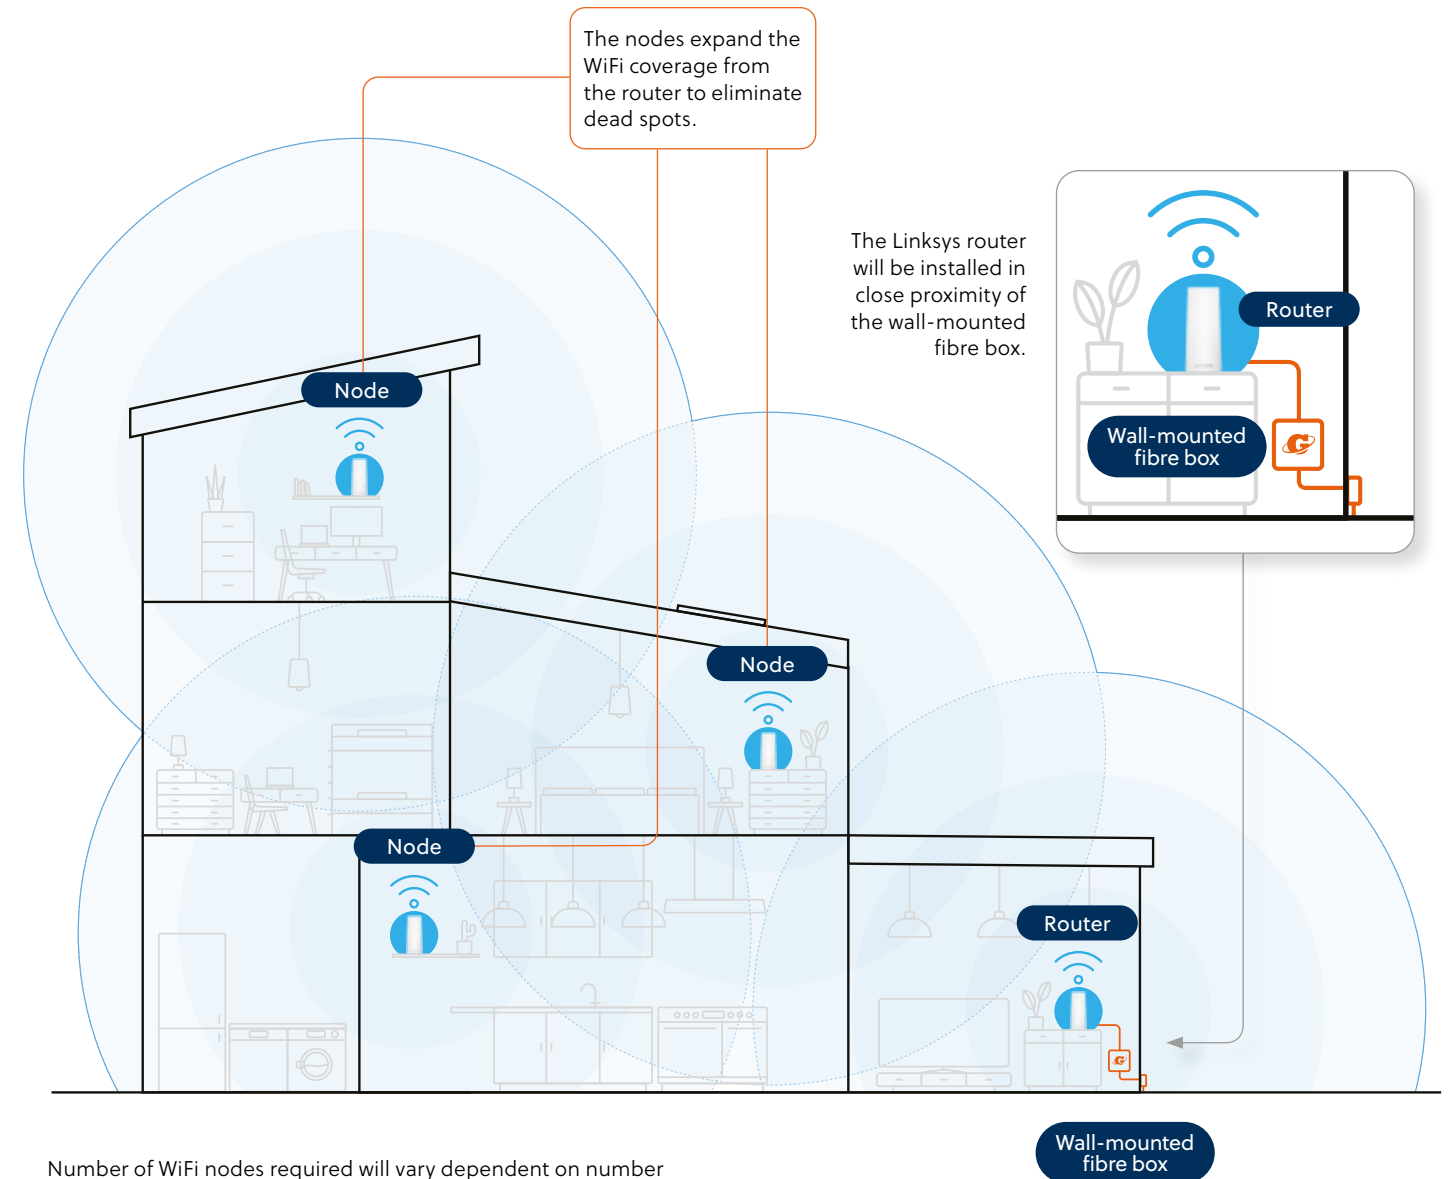 The nodes expand the
WiFi coverage from
the router to eliminate
dead spots.
The Linksys router
will be installed in
close proximity of
the wall-mounted
fibre box.
Router
Wall-mounted
fibre box
G
Node
Node
Node
Router
G
Wall-mounted
fibre box
Number of WiFi nodes required will vary dependent on number